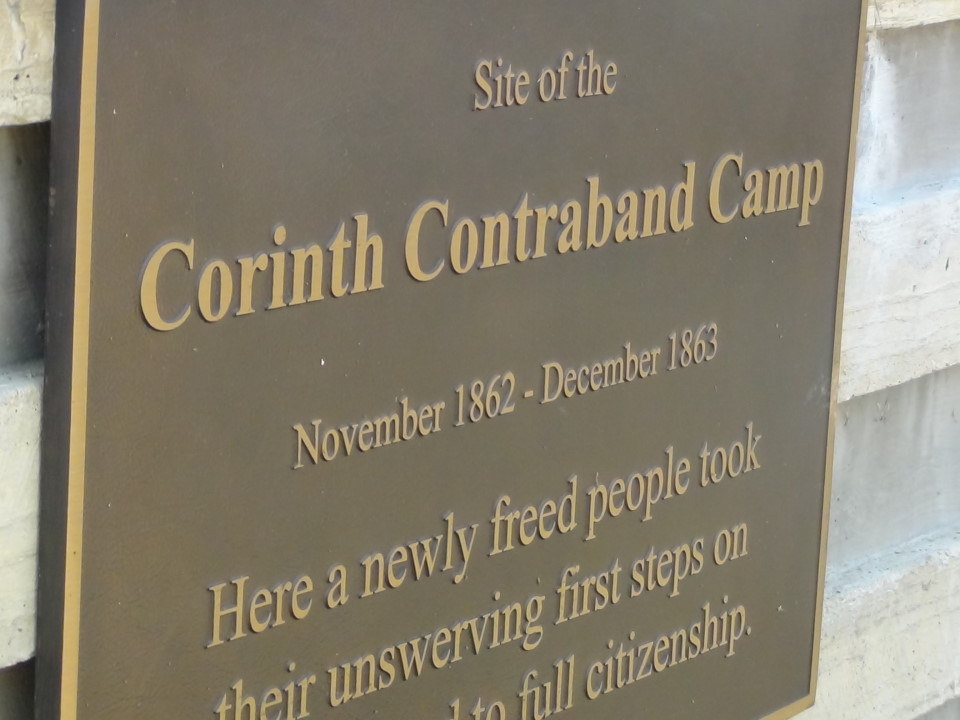 Site of the
Corinth Contraband Camp
November 1862 - December 1863
Here a newly freed people took
their unswerving first steps on
to full citizenship.